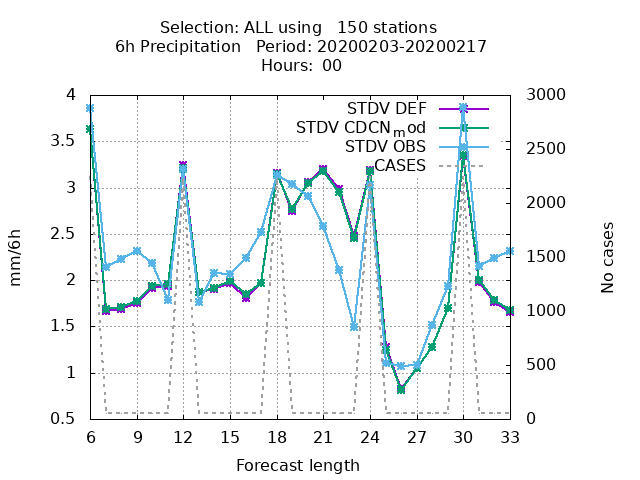 Selection: ALL using   150 stations
6h Precipitation   Period: 20200203-20200217
Hours: 00
STDV DEF
STDV CDCN_mod
STDV OBS
CASES
mm/6h
No cases
4
3.5
3
2.5
2
1.5
1
0.5
3000
2500
2000
1500
1000
500
0
6 9 12 15 18 21 24 27 30 33
Forecast length